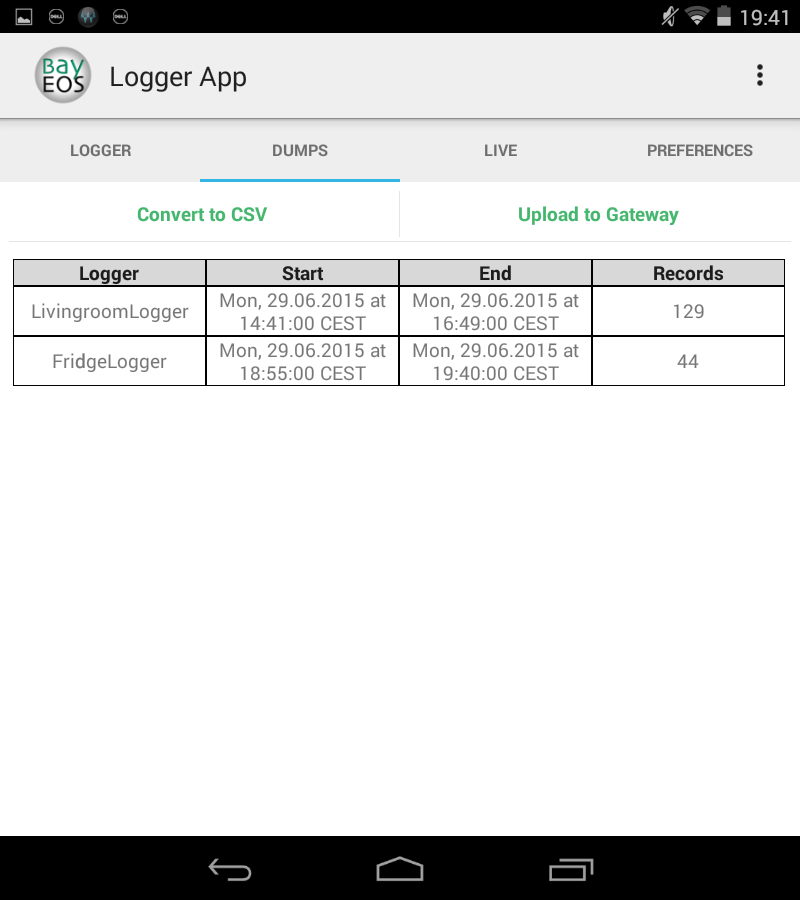 19:41
Bay
EOS
Logger App
LOGGER DUMPS LIVE PREFERENCES
Convert to CSV Upload to Gateway
Logger Start End Records
LivingroomLogger Mon, 29.06.2015 at 14:41:00 CEST Mon, 29.06.2015 at 16:49:00 CEST 129
FridgeLogger Mon, 29.06.2015 at 18:55:00 CEST Mon, 29.06.2015 at 19:40:00 CEST 44